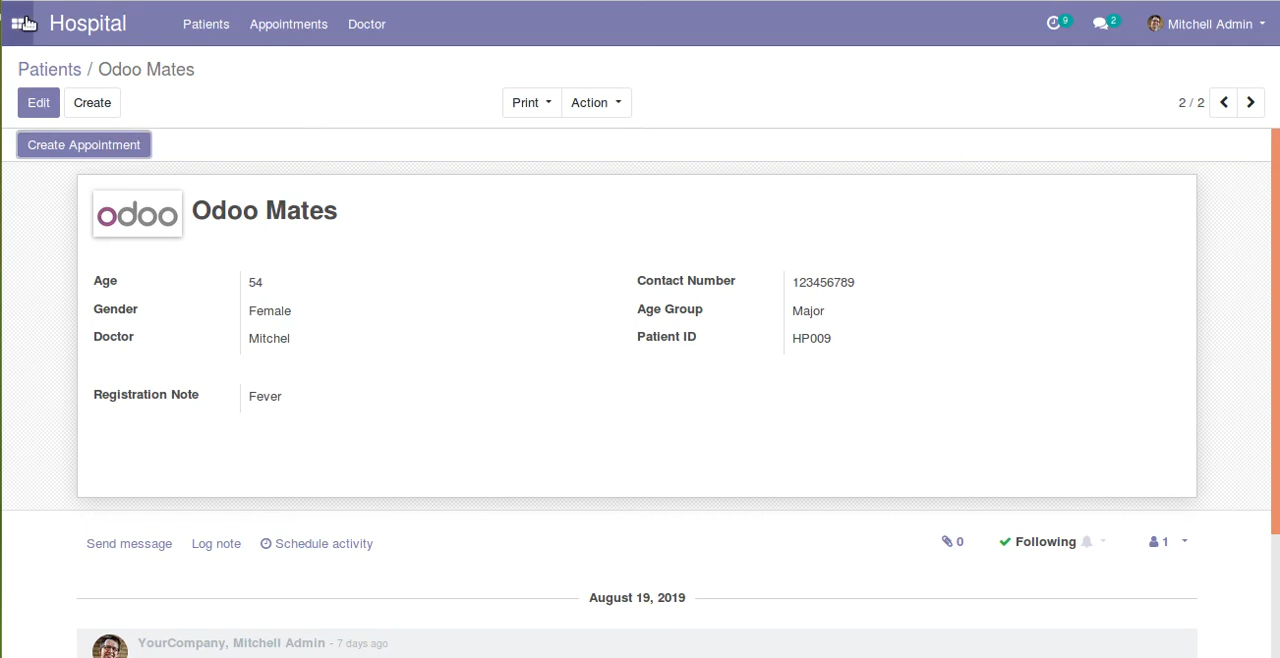 Hospital Patients Appointments Doctor 9 2 Mitchell Admin
Patients / Odoo Mates
Edit Create Print Action 2 / 2
Create Appointment
odoo Odoo Mates
Age 54 Contact Number 123456789
Gender Female Age Group Major
Doctor Mitchel Patient ID HP009
Registration Note Fever
Send message Log note Schedule activity 0 Following 1
August 19, 2019
YourCompany, Mitchell Admin - 7 days ago